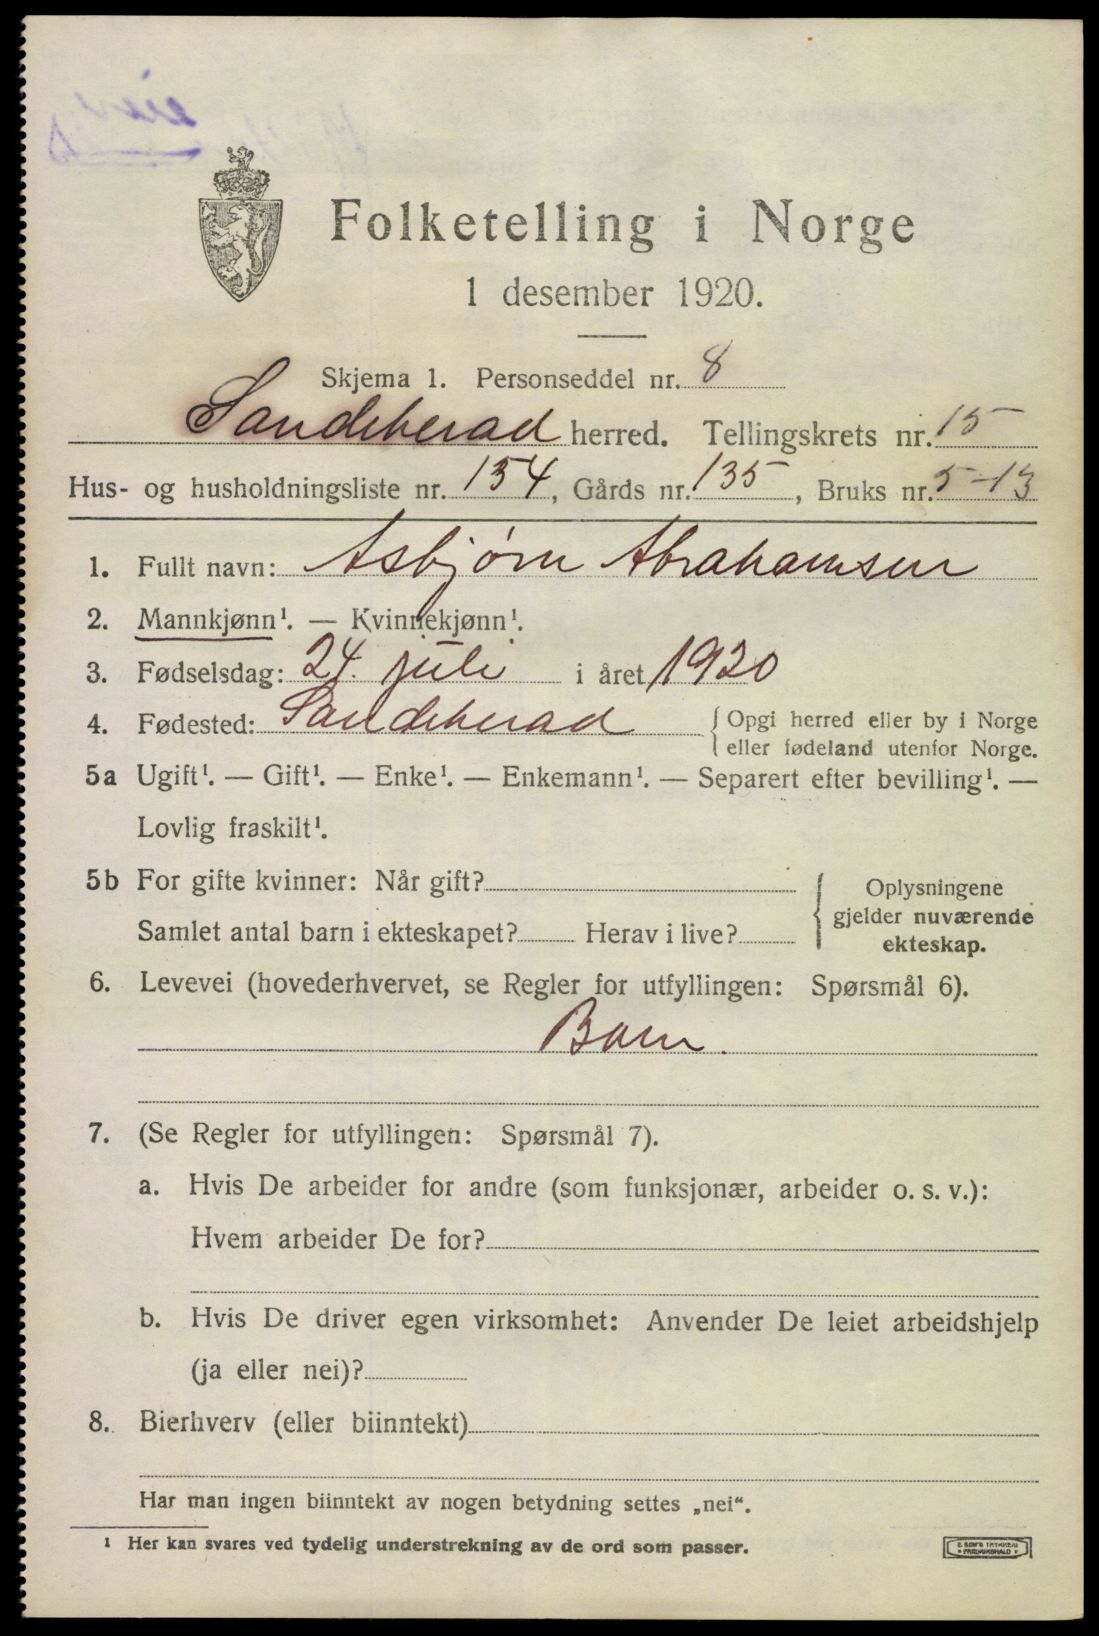 Folketelling i Norge
1 desember 1920.
Skjema 1. Personseddel nr. 8
Sandeherad herred. Tellingskrets nr. 15
Hus- og husholdningsliste nr. 154, Gårds nr. 135, Bruks nr. 5-13
1. Fullt navn: Asbjørn Abrahamsen
2. Mannkjønn¹. — Kvinnekjønn¹.
3. Fødselsdag: 24. juli i året 1920
4. Fødested: Sandeherad { Opgi herred eller by i Norge
eller fødeland utenfor Norge.
5a Ugift¹. — Gift¹. — Enke¹. — Enkemann¹. — Separert efter bevilling¹. —
Lovlig fraskilt¹.
5b For gifte kvinner: Når gift?
Samlet antal barn i ekteskapet? Herav i live?
{ Oplysningene
gjelder nuværende
ekteskap.
6. Levevei (hovederhvervet, se Regler for utfyllingen: Spørsmål 6).
Barn.
7. (Se Regler for utfyllingen: Spørsmål 7).
a. Hvis De arbeider for andre (som funksjonær, arbeider o. s. v.):
Hvem arbeider De for?
b. Hvis De driver egen virksomhet: Anvender De leiet arbeidshjelp
(ja eller nei)?
8. Bierhverv (eller biinntekt)
Har man ingen biinntekt av nogen betydning settes „nei“.
¹ Her kan svares ved tydelig understrekning av de ord som passer.